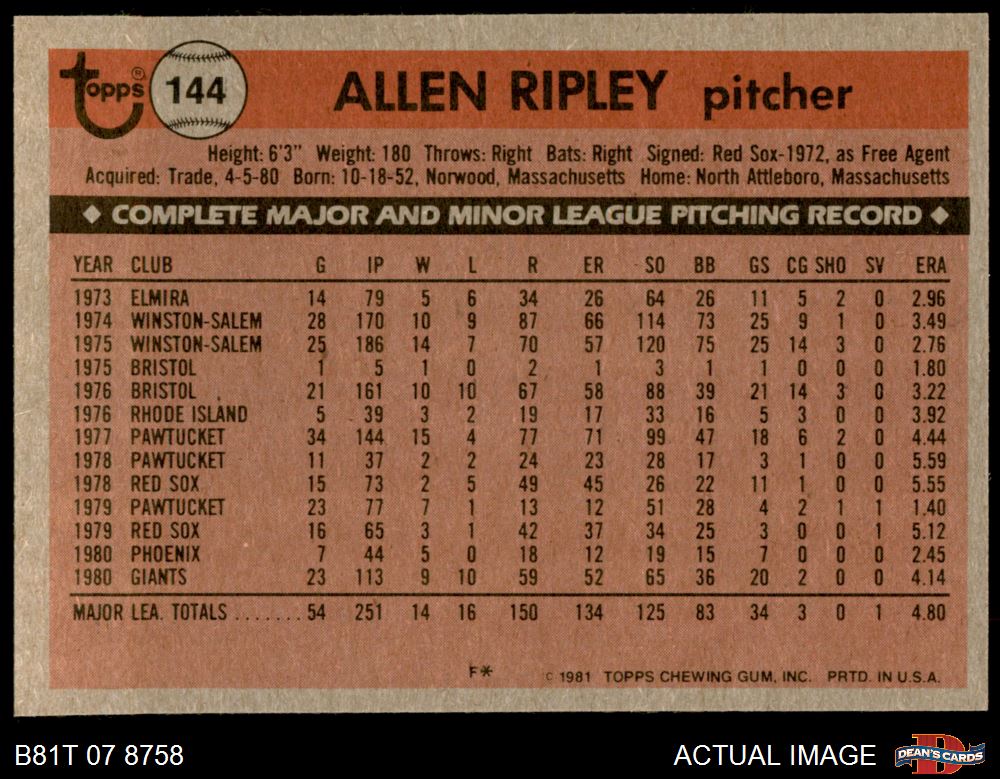 topps® 144 ALLEN RIPLEY pitcher
Height: 6'3" Weight: 180 Throws: Right Bats: Right Signed: Red Sox-1972, as Free Agent
Acquired: Trade, 4-5-80 Born: 10-18-52, Norwood, Massachusetts Home: North Attleboro, Massachusetts
◆ COMPLETE MAJOR AND MINOR LEAGUE PITCHING RECORD ◆
YEAR CLUB G IP W L R ER SO BB GS CG SHO SV ERA
1973 ELMIRA 14 79 5 6 34 26 64 26 11 5 2 0 2.96
1974 WINSTON-SALEM 28 170 10 9 87 66 114 73 25 9 1 0 3.49
1975 WINSTON-SALEM 25 186 14 7 70 57 120 75 25 14 3 0 2.76
1975 BRISTOL 1 5 1 0 2 1 3 1 1 0 0 0 1.80
1976 BRISTOL 21 161 10 10 67 58 88 39 21 14 3 0 3.22
1976 RHODE ISLAND 5 39 3 2 19 17 33 16 5 3 0 0 3.92
1977 PAWTUCKET 34 144 15 4 77 71 99 47 18 6 2 0 4.44
1978 PAWTUCKET 11 37 2 2 24 23 28 17 3 1 0 0 5.59
1978 RED SOX 15 73 2 5 49 45 26 22 11 1 0 0 5.55
1979 PAWTUCKET 23 77 7 1 13 12 51 28 4 2 1 1 1.40
1979 RED SOX 16 65 3 1 42 37 34 25 3 0 0 1 5.12
1980 PHOENIX 7 44 5 0 18 12 19 15 7 0 0 0 2.45
1980 GIANTS 23 113 9 10 59 52 65 36 20 2 0 0 4.14
MAJOR LEA. TOTALS ....... 54 251 14 16 150 134 125 83 34 3 0 1 4.80
F* © 1981 TOPPS CHEWING GUM, INC. PRTD. IN U.S.A.
B81T 07 8758 ACTUAL IMAGE DEAN'S CARDS